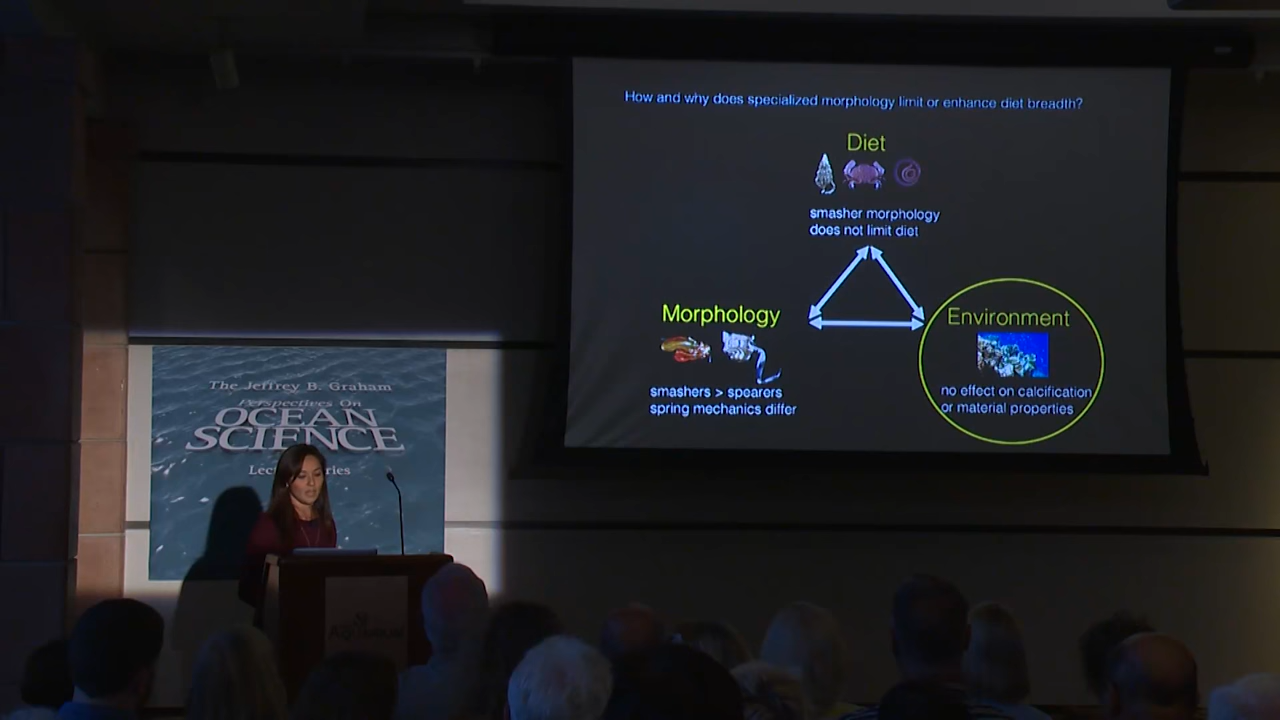 How and why does specialized morphology limit or enhance diet breadth?
Diet
smasher morphology
does not limit diet
Morphology
smashers > spearers
spring mechanics differ
Environment
no effect on calcification
or material properties
The Jeffrey B. Graham
Perspectives On
OCEAN
SCIENCE